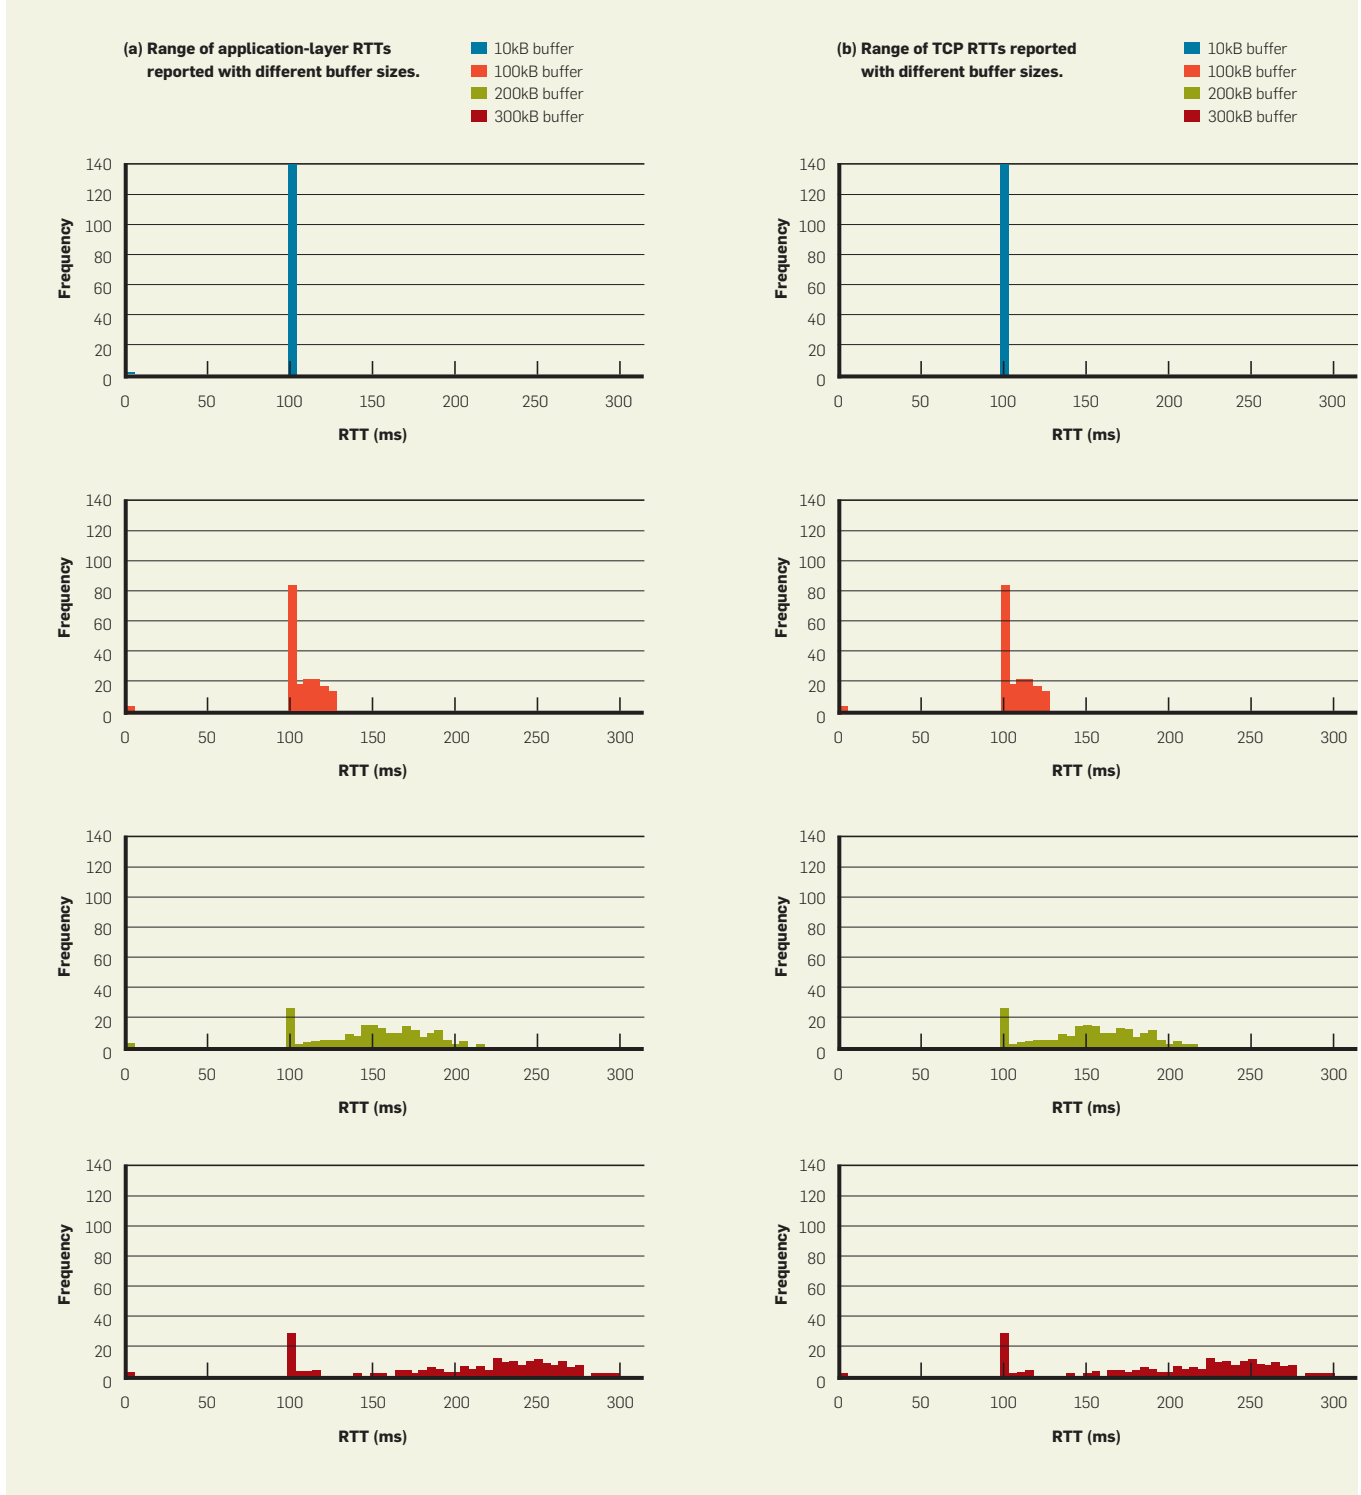 (a) Range of application-layer RTTs
reported with different buffer sizes.
10kB buffer
100kB buffer
200kB buffer
300kB buffer
(b) Range of TCP RTTs reported
with different buffer sizes.
10kB buffer
100kB buffer
200kB buffer
300kB buffer
Frequency
140
120
100
80
60
40
20
0
0 50 100 150 200 250 300
RTT (ms)
Frequency
140
120
100
80
60
40
20
0
0 50 100 150 200 250 300
RTT (ms)
Frequency
140
120
100
80
60
40
20
0
0 50 100 150 200 250 300
RTT (ms)
Frequency
140
120
100
80
60
40
20
0
0 50 100 150 200 250 300
RTT (ms)
Frequency
140
120
100
80
60
40
20
0
0 50 100 150 200 250 300
RTT (ms)
Frequency
140
120
100
80
60
40
20
0
0 50 100 150 200 250 300
RTT (ms)
Frequency
140
120
100
80
60
40
20
0
0 50 100 150 200 250 300
RTT (ms)
Frequency
140
120
100
80
60
40
20
0
0 50 100 150 200 250 300
RTT (ms)